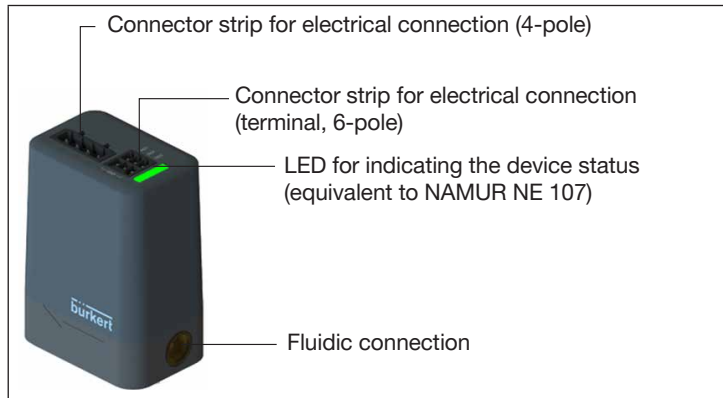 Connector strip for electrical connection (4-pole)
Connector strip for electrical connection
(terminal, 6-pole)
LED for indicating the device status
(equivalent to NAMUR NE 107)
bürkert
Fluidic connection